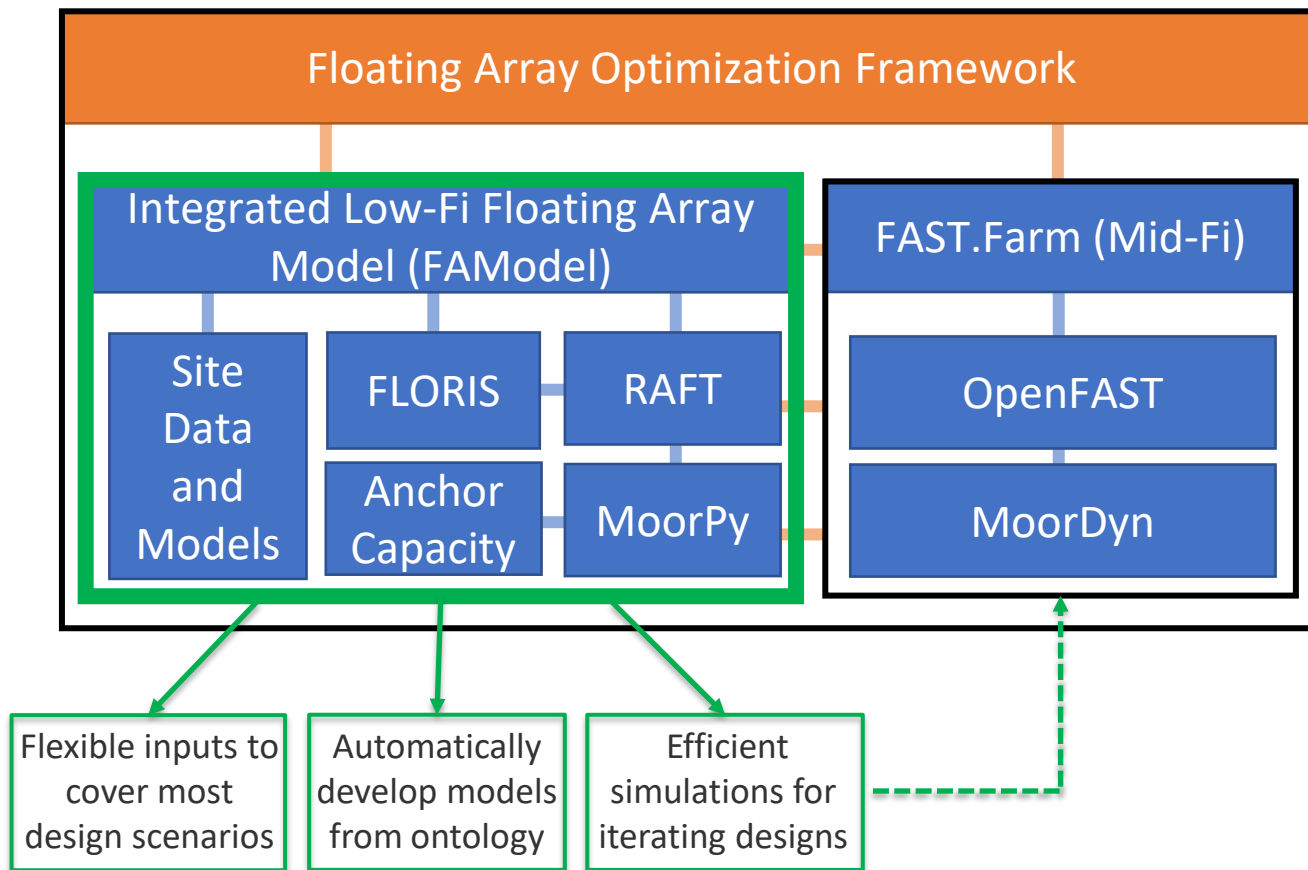 Floating Array Optimization Framework
Integrated Low-Fi Floating Array
Model (FAModel)
FAST.Farm (Mid-Fi)
Site
Data
and
Models
FLORIS
RAFT
OpenFAST
Anchor
Capacity
MoorPy
MoorDyn
Flexible inputs to
cover most
design scenarios
Automatically
develop models
from ontology
Efficient
simulations for
iterating designs